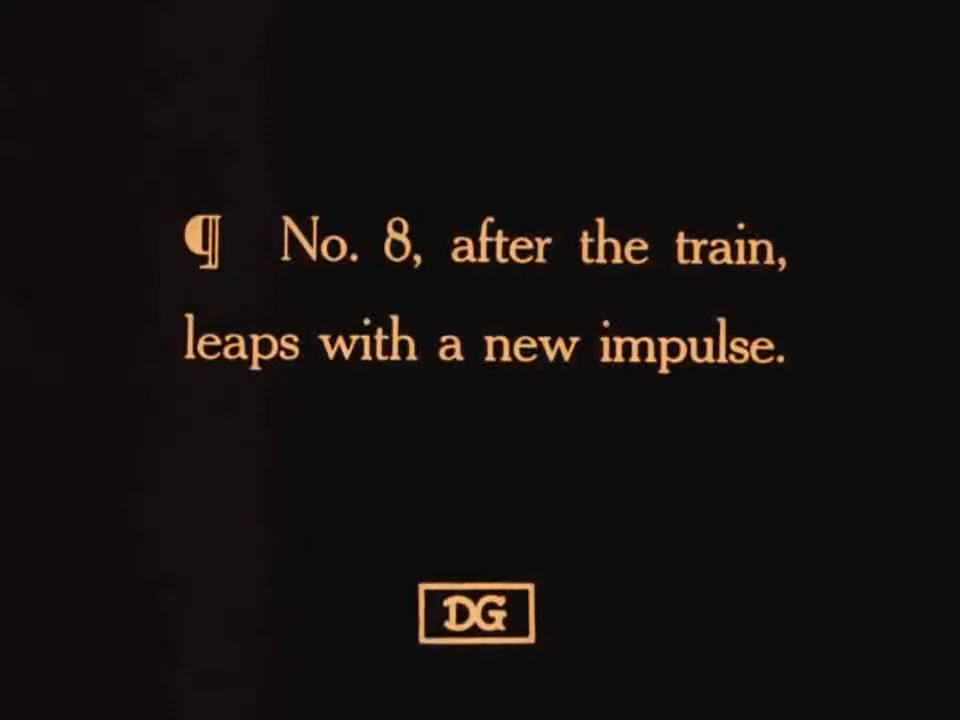 ¶ No. 8, after the train,
leaps with a new impulse.
DG